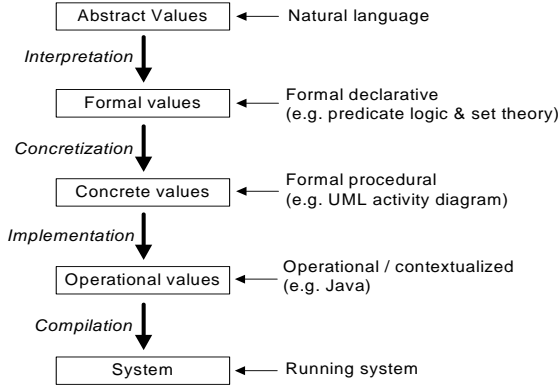 Abstract Values
Natural language
Interpretation
Formal values
Formal declarative
(e.g. predicate logic & set theory)
Concretization
Concrete values
Formal procedural
(e.g. UML activity diagram)
Implementation
Operational values
Operational / contextualized
(e.g. Java)
Compilation
System
Running system